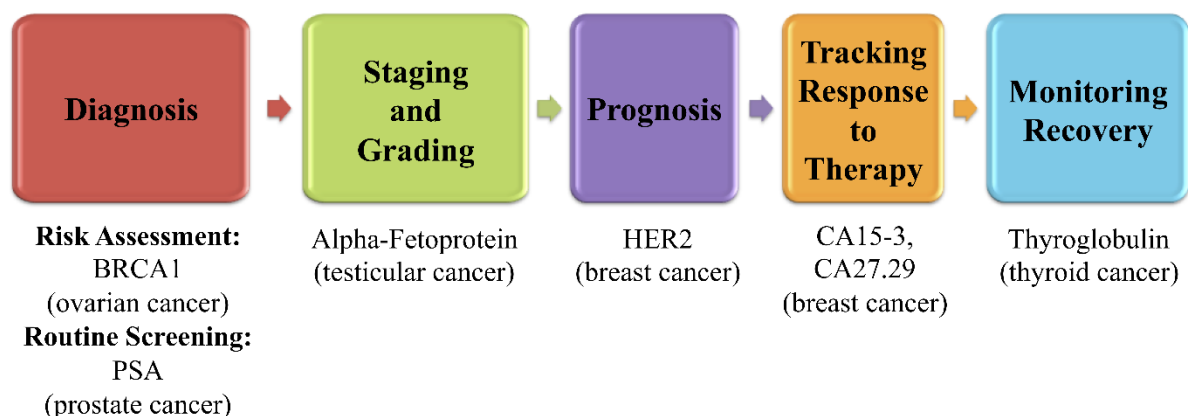 Diagnosis
Staging
and
Grading
Prognosis
Tracking
Response
to
Therapy
Monitoring
Recovery
Risk Assessment:
BRCA1
(ovarian cancer)
Routine Screening:
PSA
(prostate cancer)
Alpha-Fetoprotein
(testicular cancer)
HER2
(breast cancer)
CA15-3,
CA27.29
(breast cancer)
Thyroglobulin
(thyroid cancer)